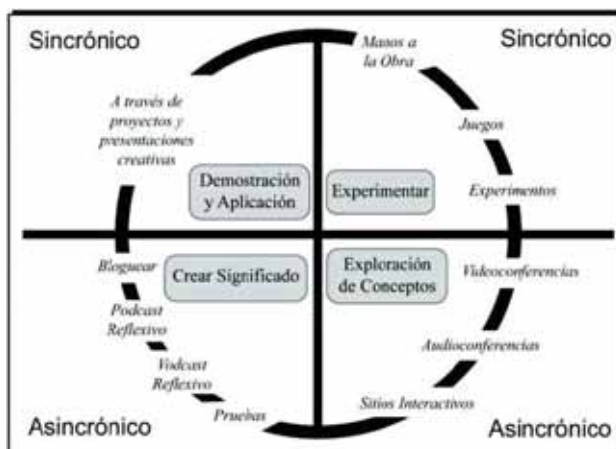 Sincrónico
Sincrónico
Manos a
la Obra
A través de
proyectos y
presentaciones
creativas
Juegos
Demostración
y Aplicación
Experimentar
Experimentos
Bloguear
Crear Significado
Exploración
de Conceptos
Videoconferencias
Podcast
Reflexivo
Audioconferencias
Vodcast
Reflexivo
Sitios Interactivos
Pruebas
Asincrónico
Asincrónico